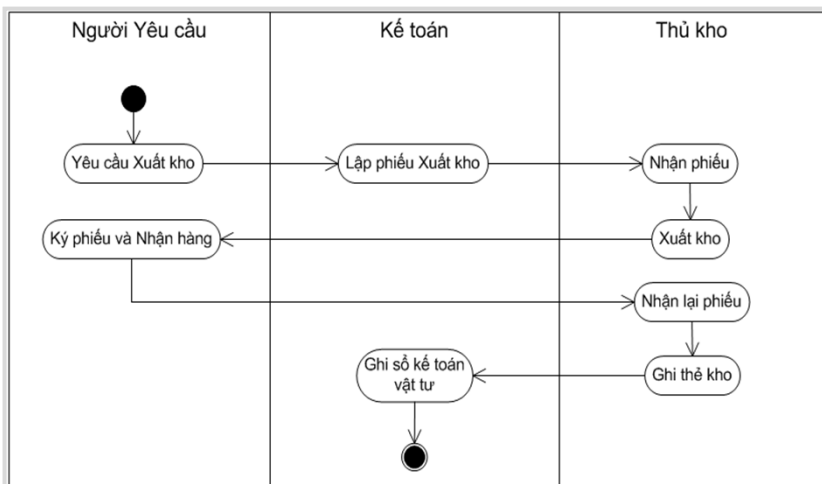 Người Yêu cầu
Kế toán
Thủ kho
Yêu cầu Xuất kho
Lập phiếu Xuất kho
Nhận phiếu
Ký phiếu và Nhận hàng
Xuất kho
Nhận lại phiếu
Ghi sổ kế toán
vật tư
Ghi thẻ kho